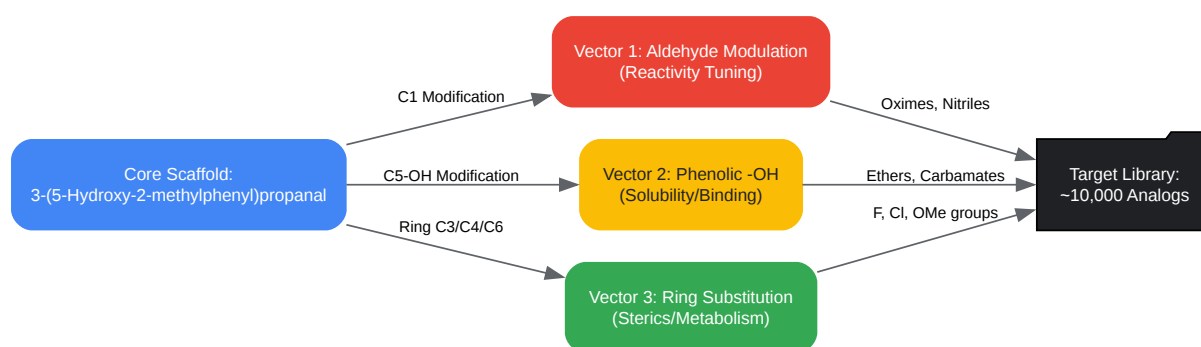 Vector 1: Aldehyde Modulation
(Reactivity Tuning)
C1 Modification
Oximes, Nitriles
Core Scaffold:
3-(5-Hydroxy-2-methylphenyl)propanal
C5-OH Modification
Vector 2: Phenolic -OH
(Solubility/Binding)
Ethers, Carbamates
Target Library:
~10,000 Analogs
Ring C3/C4/C6
F, Cl, OMe groups
Vector 3: Ring Substitution
(Sterics/Metabolism)